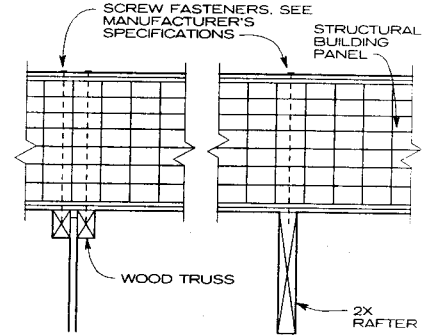 SCREW FASTENERS, SEE
MANUFACTURER'S
SPECIFICATIONS
STRUCTURAL
BUILDING
PANEL
WOOD TRUSS
2X
RAFTER